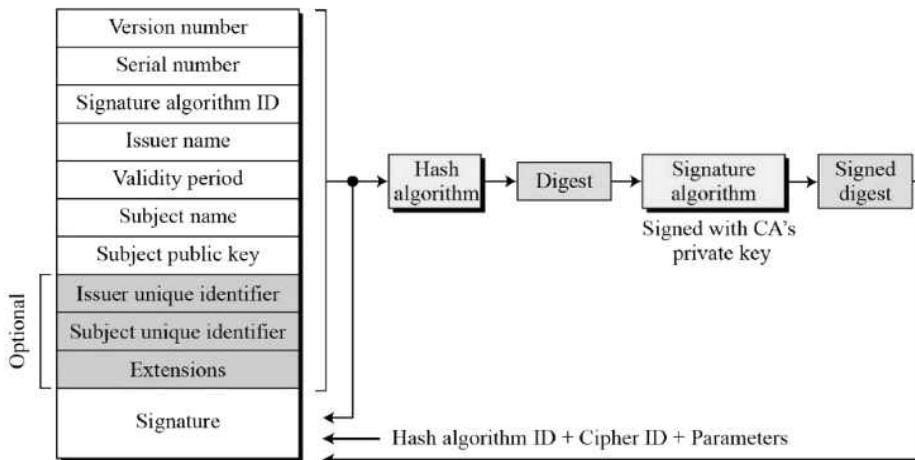 Version number
Serial number
Signature algorithm ID
Issuer name
Validity period
Subject name
Subject public key
Optional
Issuer unique identifier
Subject unique identifier
Extensions
Signature
Hash
algorithm
Digest
Signature
algorithm
Signed with CA's
private key
Signed
digest
Hash algorithm ID + Cipher ID + Parameters